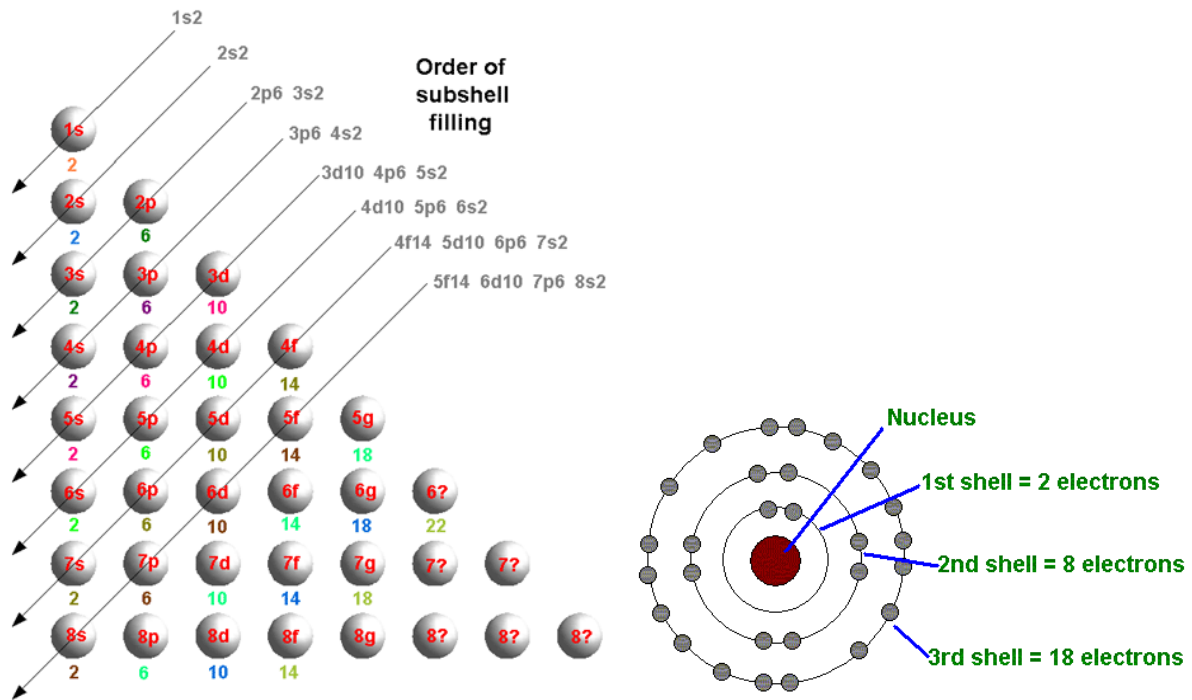 1s2
2s2
Order of
subshell
filling
2p6 3s2
3p6 4s2
3d10 4p6 5s2
4d10 5p6 6s2
4f14 5d10 6p6 7s2
5f14 6d10 7p6 8s2
1s
2
2s 2p
2 6
3s 3p 3d
2 6 10
4s 4p 4d 4f
2 6 10 14
5s 5p 5d 5f 5g
2 6 10 14 18
6s 6p 6d 6f 6g 6?
2 6 10 14 18 22
7s 7p 7d 7f 7g 7? 7?
2 6 10 14 18
8s 8p 8d 8f 8g 8? 8? 8?
2 6 10 14
Nucleus
1st shell = 2 electrons
2nd shell = 8 electrons
3rd shell = 18 electrons